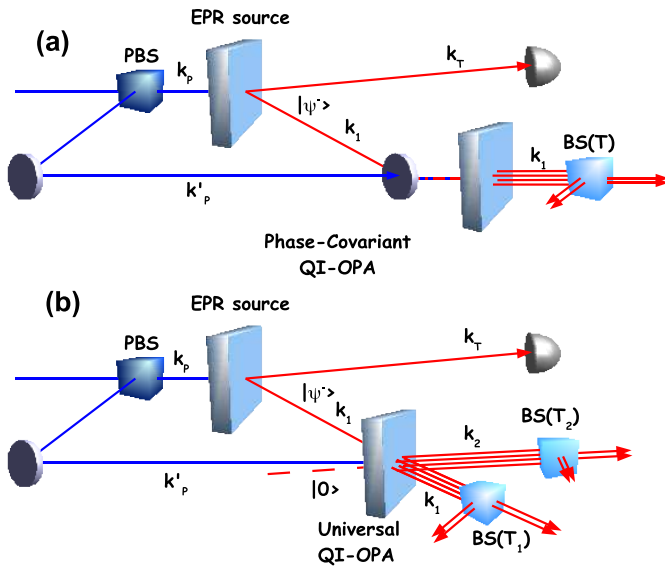 (a)
EPR source
PBS
k_P
k_T
|ψ⁻>
k_1
k'_P
k_1
BS(T)
Phase-Covariant
QI-OPA
(b)
EPR source
PBS
k_P
k_T
|ψ⁻>
k_1
k'_P
|0>
k_2
k_1
BS(T_2)
BS(T_1)
Universal
QI-OPA